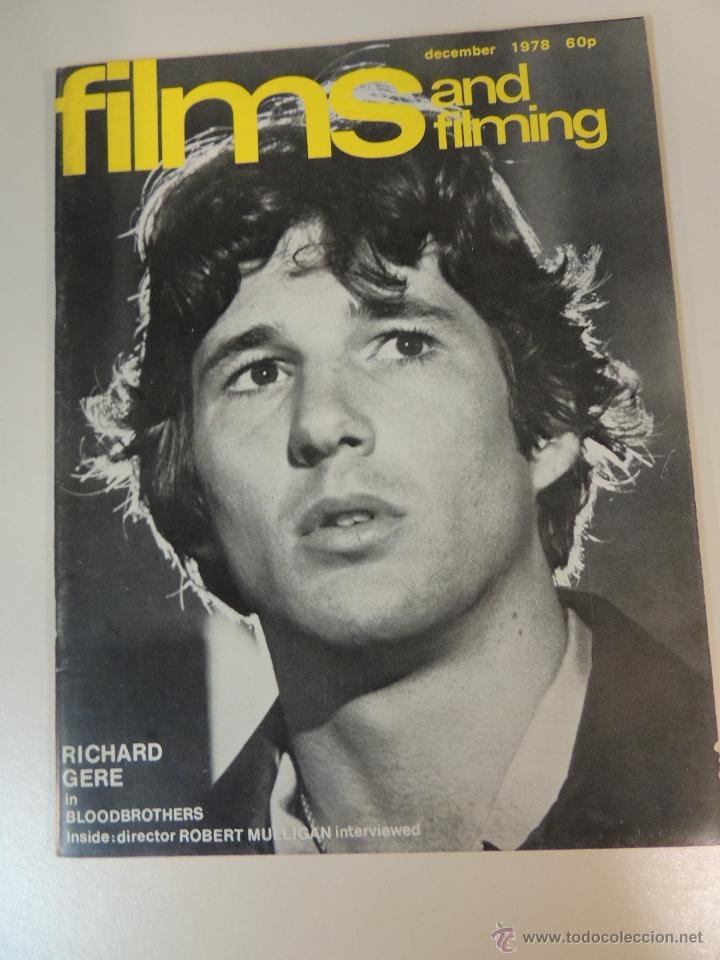 december 1978 60p
films and filming
RICHARD
GERE
in
BLOODBROTHERS
Inside:director ROBERT MULLIGAN interviewed
© www.todocoleccion.net